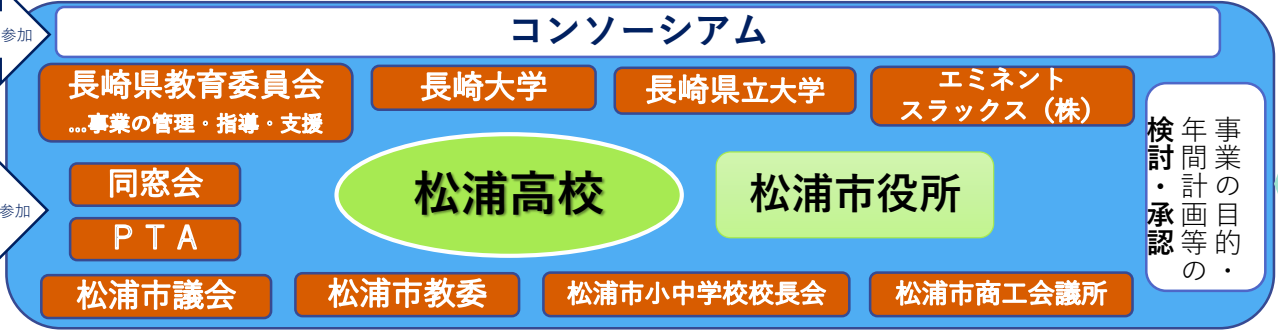 参加
コンソーシアム
長崎県教育委員会
…事業の管理・指導・支援
長崎大学
長崎県立大学
エミネント
スラックス（株）
同窓会
ＰＴＡ
松浦高校
松浦市役所
事業の目的・
年間計画等の
検討・承認
参加
松浦市議会
松浦市教委
松浦市小中学校校長会
松浦市商工会議所